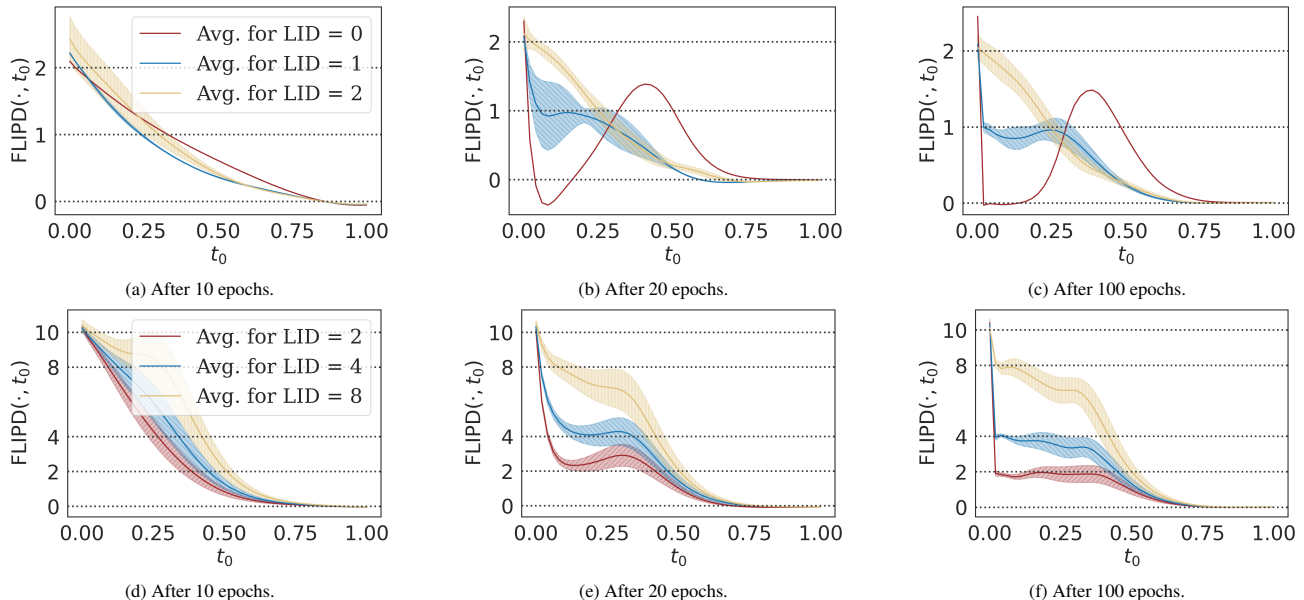 FLIPD(·, t₀)
2
1
0
Avg. for LID = 0
Avg. for LID = 1
Avg. for LID = 2
0.00 0.25 0.50 0.75 1.00
t₀
(a) After 10 epochs.
FLIPD(·, t₀)
2
1
0
0.00 0.25 0.50 0.75 1.00
t₀
(b) After 20 epochs.
FLIPD(·, t₀)
2
1
0
0.00 0.25 0.50 0.75 1.00
t₀
(c) After 100 epochs.
FLIPD(·, t₀)
10
8
4
2
0
Avg. for LID = 2
Avg. for LID = 4
Avg. for LID = 8
0.00 0.25 0.50 0.75 1.00
t₀
(d) After 10 epochs.
FLIPD(·, t₀)
10
8
4
2
0
0.00 0.25 0.50 0.75 1.00
t₀
(e) After 20 epochs.
FLIPD(·, t₀)
10
8
4
2
0
0.00 0.25 0.50 0.75 1.00
t₀
(f) After 100 epochs.